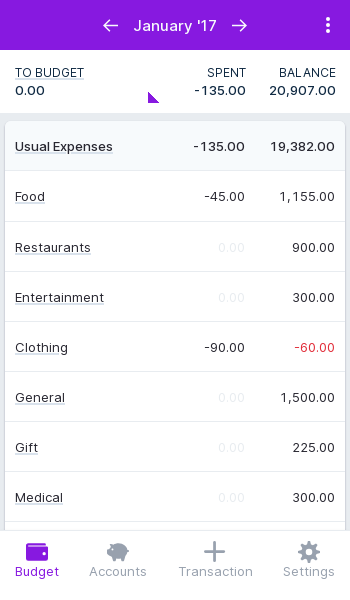 January '17
TO BUDGET SPENT BALANCE
0.00 -135.00 20,907.00
Usual Expenses -135.00 19,382.00
Food -45.00 1,155.00
Restaurants 0.00 900.00
Entertainment 0.00 300.00
Clothing -90.00 -60.00
General 0.00 1,500.00
Gift 0.00 225.00
Medical 0.00 300.00
Budget Accounts Transaction Settings